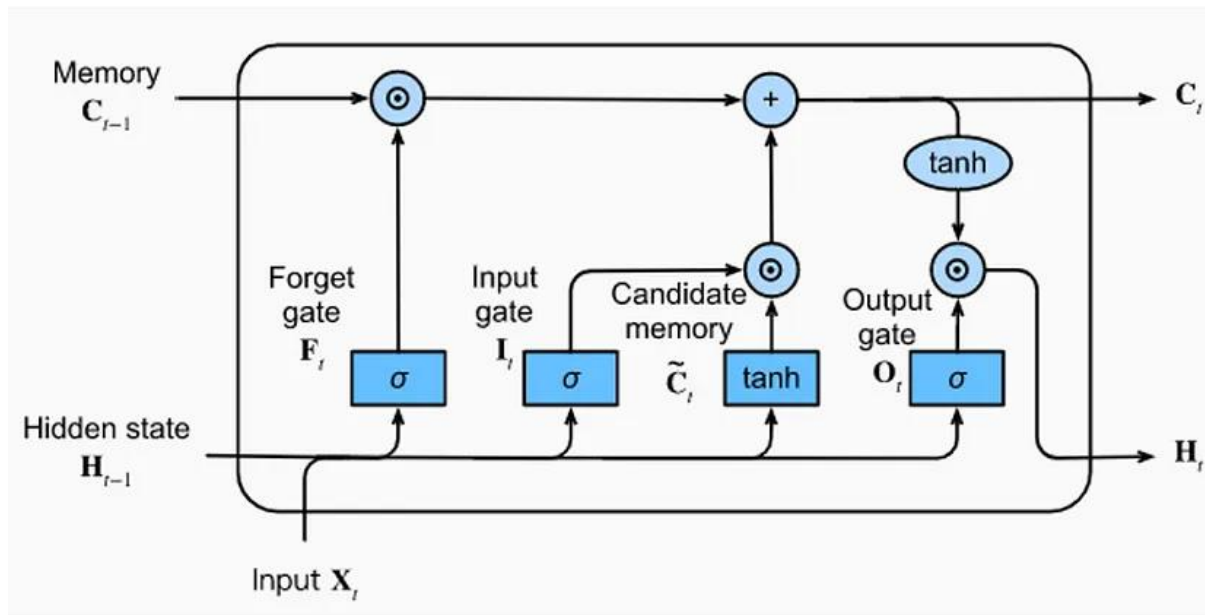 Memory
C_{t-1}
⊙
+
C_t
tanh
Forget
gate
F_t
σ
Input
gate
I_t
σ
⊙
Candidate
memory
C̃_t
tanh
⊙
Output
gate
O_t
σ
Hidden state
H_{t-1}
H_t
Input X_t